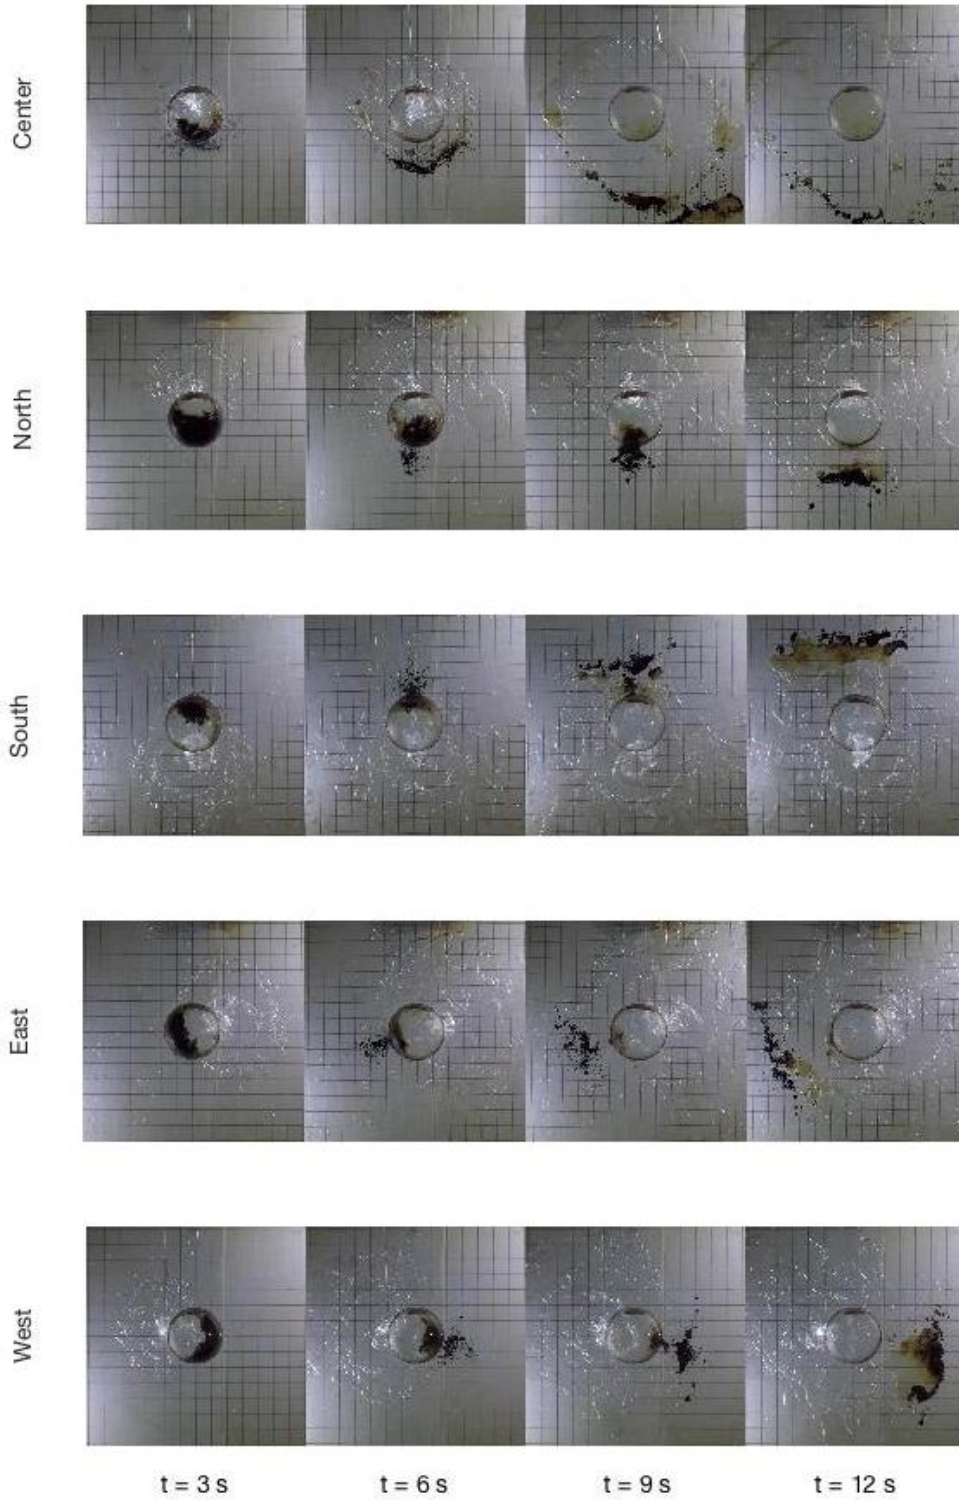 Center
North
South
East
West
t = 3 s
t = 6 s
t = 9 s
t = 12 s